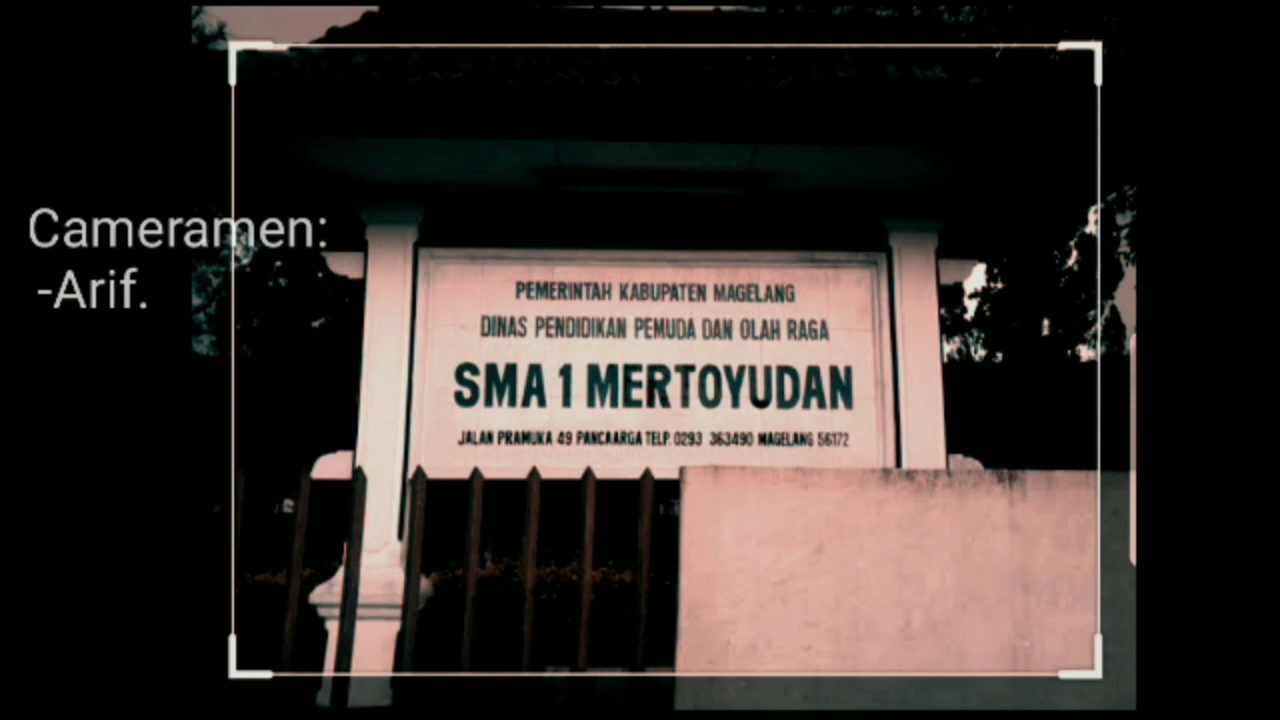 Cameramen:
-Arif.
PEMERINTAH KABUPATEN MAGELANG
DINAS PENDIDIKAN PEMUDA DAN OLAH RAGA
SMA 1 MERTOYUDAN
JALAN PRAMUKA 49 PANCAARGA TELP. 0293 363490 MAGELANG 56172